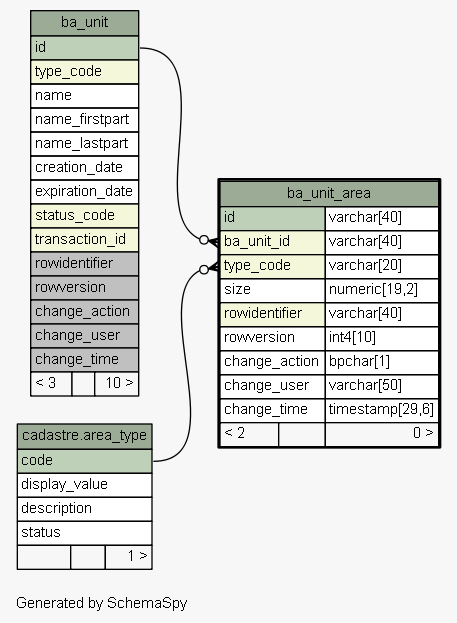 ba_unit
id
type_code
name
name_firstpart
name_lastpart
creation_date
expiration_date
status_code
transaction_id
rowidentifier
rowversion
change_action
change_user
change_time
< 3 10 >
ba_unit_area
id varchar[40]
ba_unit_id varchar[40]
type_code varchar[20]
size numeric[19,2]
rowidentifier varchar[40]
rowversion int4[10]
change_action bpchar[1]
change_user varchar[50]
change_time timestamp[29,6]
< 2 0 >
cadastre.area_type
code
display_value
description
status
1 >
Generated by SchemaSpy